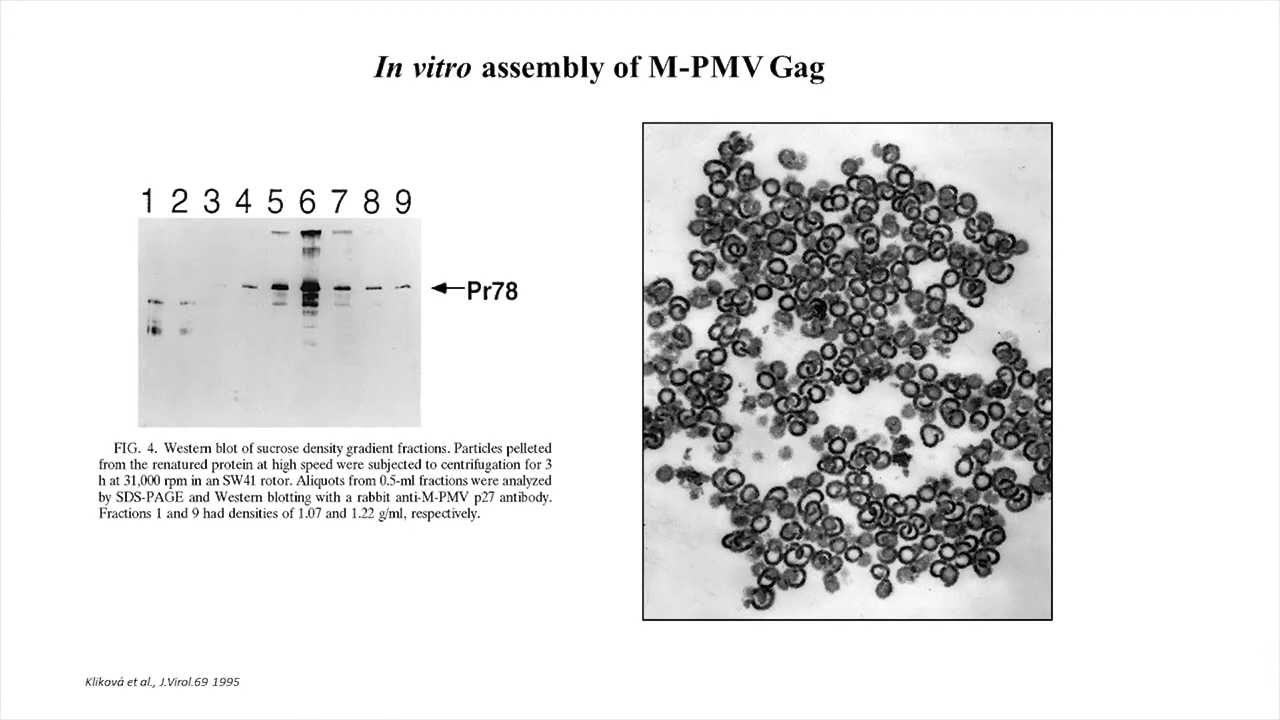 In vitro assembly of M-PMV Gag
1 2 3 4 5 6 7 8 9
Pr78
FIG. 4. Western blot of sucrose density gradient fractions. Particles pelleted
from the renatured protein at high speed were subjected to centrifugation for 3
h at 31,000 rpm in an SW41 rotor. Aliquots from 0.5-ml fractions were analyzed
by SDS-PAGE and Western blotting with a rabbit anti-M-PMV p27 antibody.
Fractions 1 and 9 had densities of 1.07 and 1.22 g/ml, respectively.
Kliková et al., J.Virol.69 1995